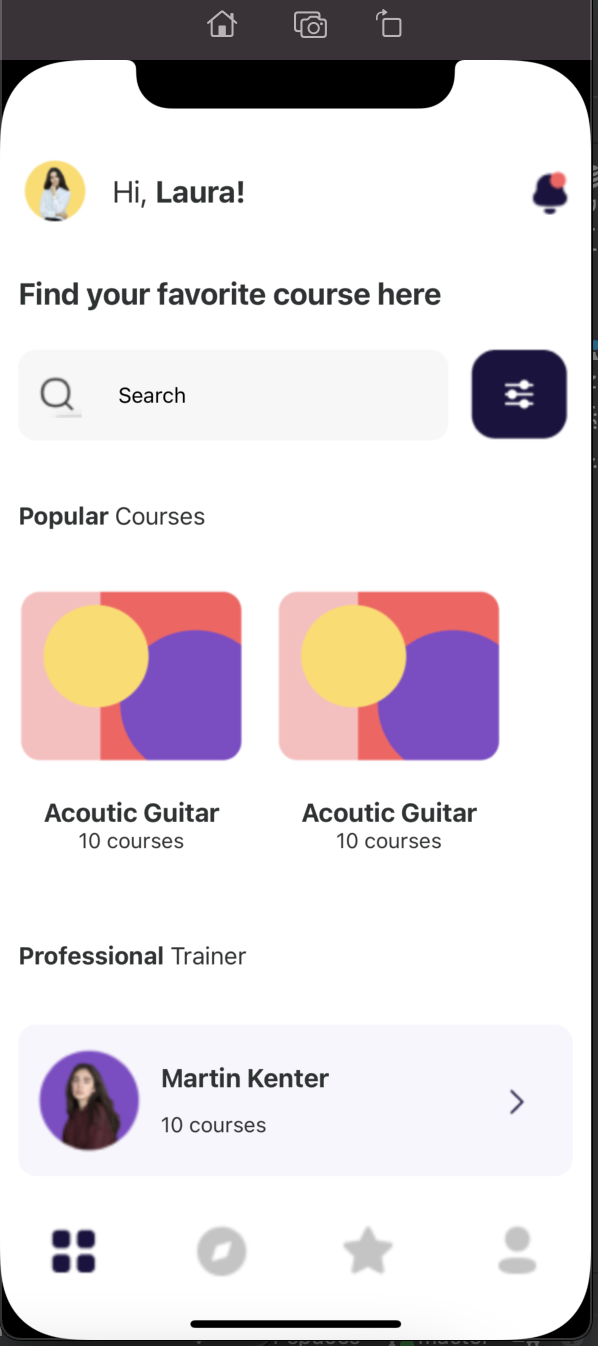 Hi, Laura!
Find your favorite course here
Search
Popular Courses
Acoutic Guitar
Acoutic Guitar
10 courses
10 courses
Professional Trainer
Martin Kenter
10 courses